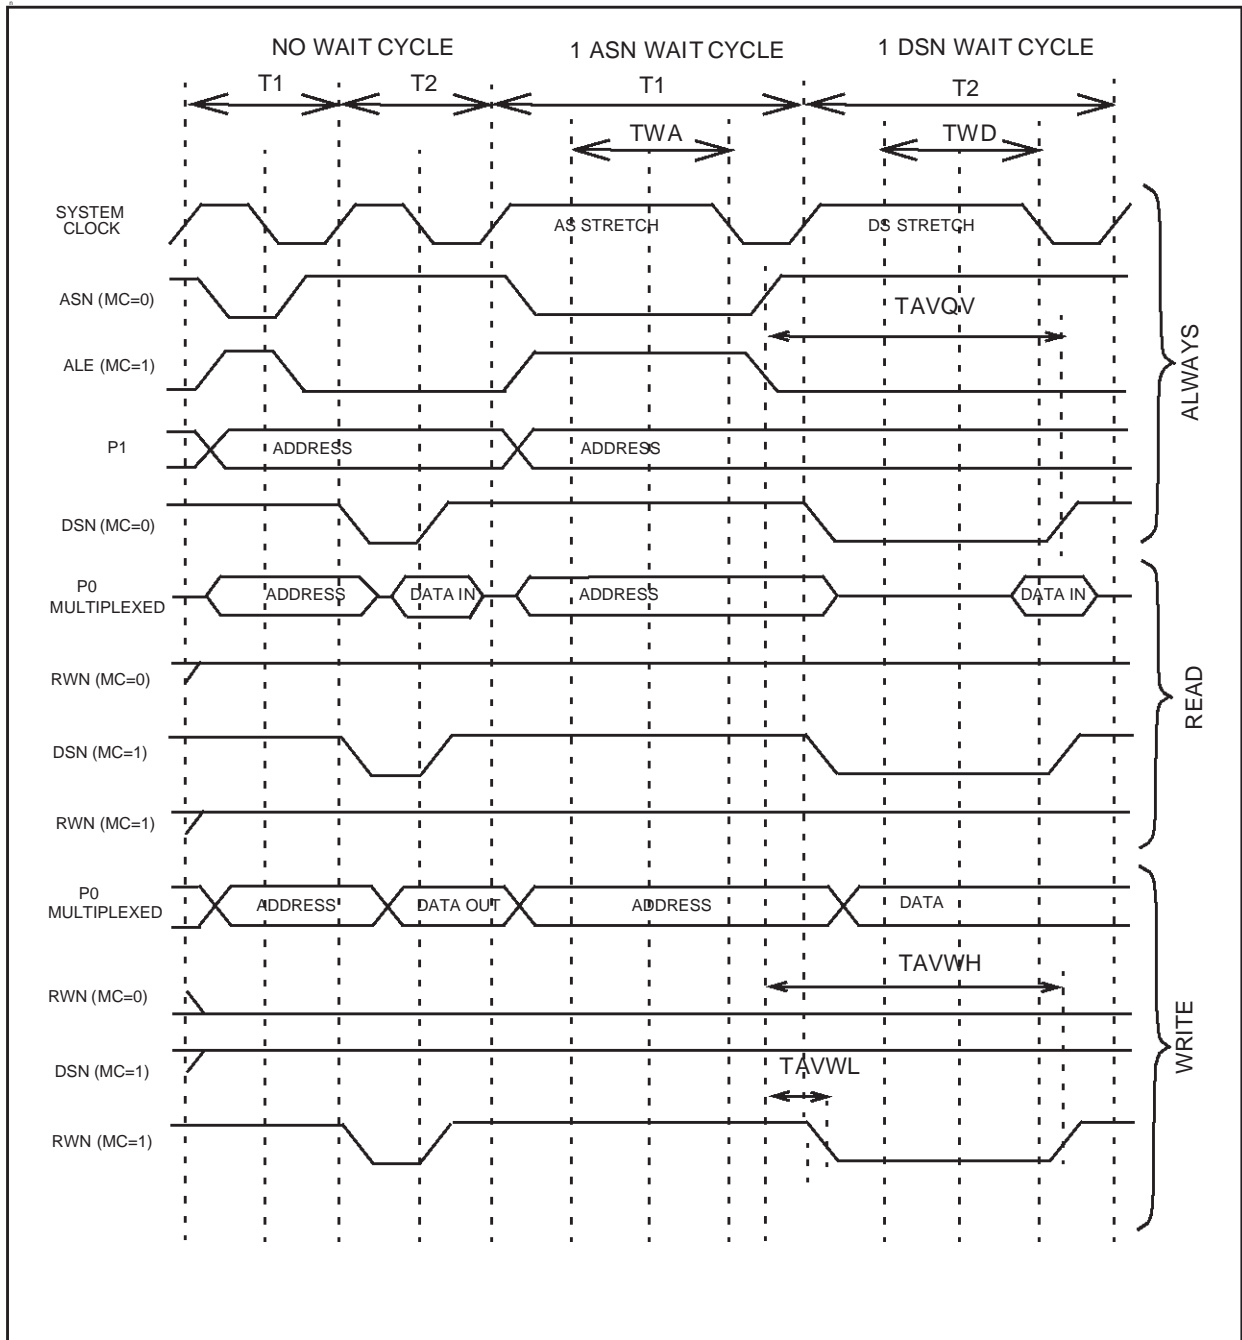 NO WAIT CYCLE 1 ASN WAIT CYCLE 1 DSN WAIT CYCLE
T1 T2 T1 T2
TWA TWD
SYSTEM
CLOCK
AS STRETCH DS STRETCH
ASN (MC=0)
TAVQV
ALE (MC=1)
P1
ADDRESS ADDRESS
DSN (MC=0)
ALWAYS
P0
MULTIPLEXED
ADDRESS DATA IN ADDRESS DATA IN
RWN (MC=0)
DSN (MC=1)
RWN (MC=1)
READ
P0
MULTIPLEXED
ADDRESS DATA OUT ADDRESS DATA
TAVWH
RWN (MC=0)
DSN (MC=1)
TAVWL
RWN (MC=1)
WRITE